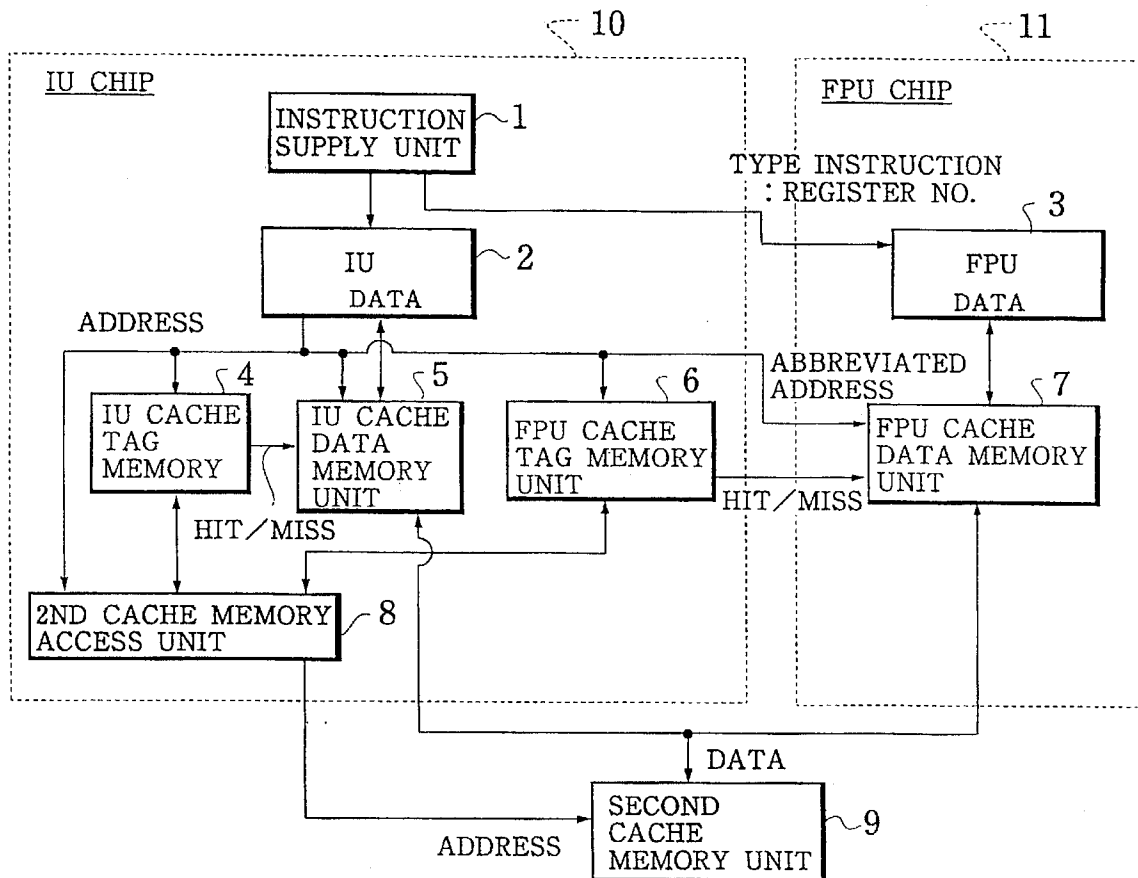 10
11
IU CHIP
FPU CHIP
INSTRUCTION
SUPPLY UNIT
1
TYPE INSTRUCTION
: REGISTER NO.
IU
DATA
2
3
FPU
DATA
ADDRESS
ABBREVIATED
ADDRESS
4
IU CACHE
TAG
MEMORY
5
IU CACHE
DATA
MEMORY
UNIT
6
FPU CACHE
TAG MEMORY
UNIT
7
FPU CACHE
DATA MEMORY
UNIT
HIT/MISS
HIT/MISS
2ND CACHE MEMORY
ACCESS UNIT
8
DATA
ADDRESS
SECOND
CACHE
MEMORY UNIT
9